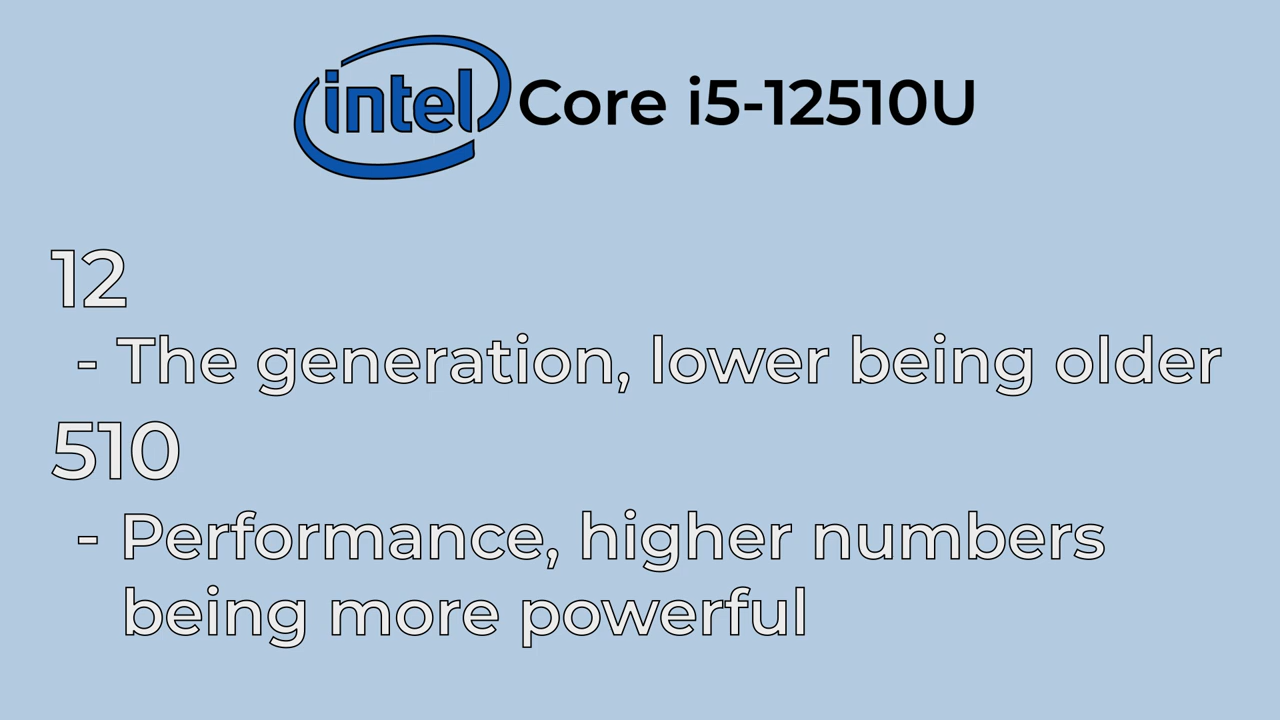 intel Core i5-12510U
12
- The generation, lower being older
510
- Performance, higher numbers
being more powerful